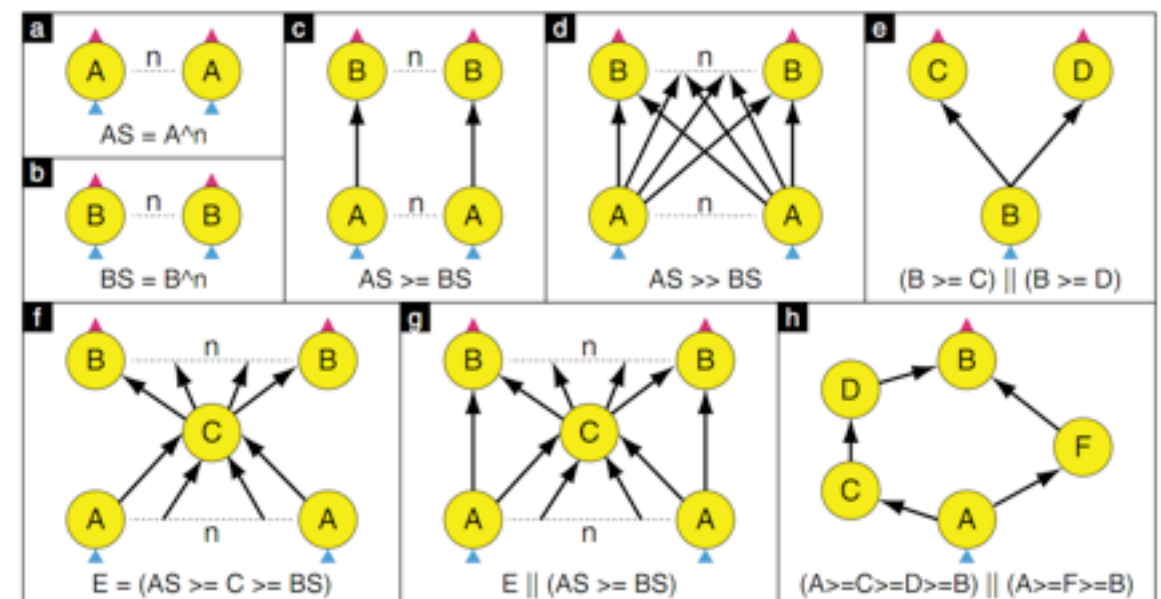 a
A n A
AS = A^n
b
B n B
BS = B^n
c
B n B
A n A
AS >= BS
d
B n B
A n A
AS >> BS
e
C D
B
(B >= C) || (B >= D)
f
B n B
C
A n A
E = (AS >= C >= BS)
g
B n B
C
A n A
E || (AS >= BS)
h
B
D
F
C
A
(A>=C>=D>=B) || (A>=F>=B)